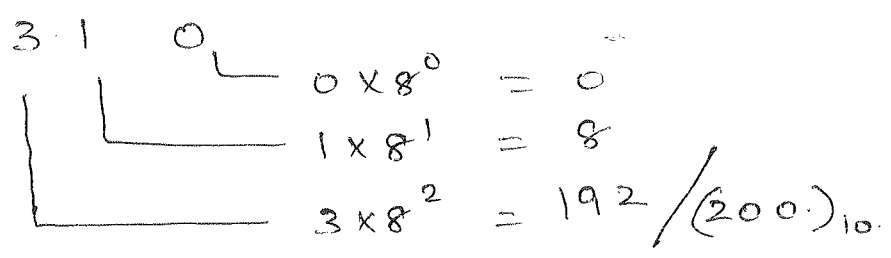 3 1 0
0 × 8⁰ = 0
1 × 8¹ = 8
3 × 8² = 192 / (200.)₁₀.